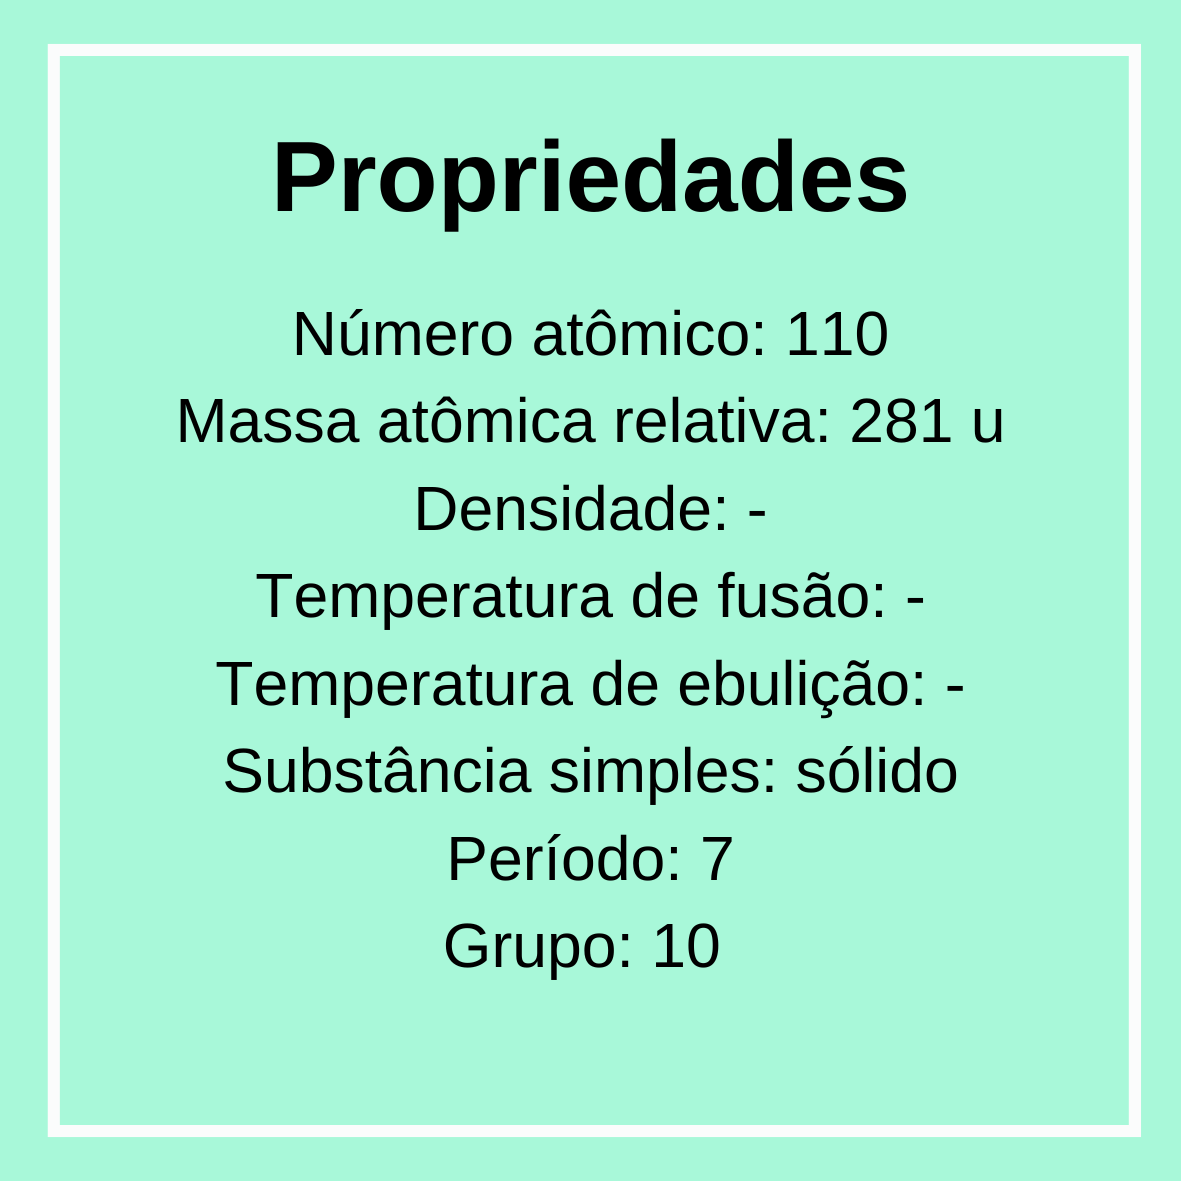 Propriedades
Número atômico: 110
Massa atômica relativa: 281 u
Densidade: -
Temperatura de fusão: -
Temperatura de ebulição: -
Substância simples: sólido
Período: 7
Grupo: 10